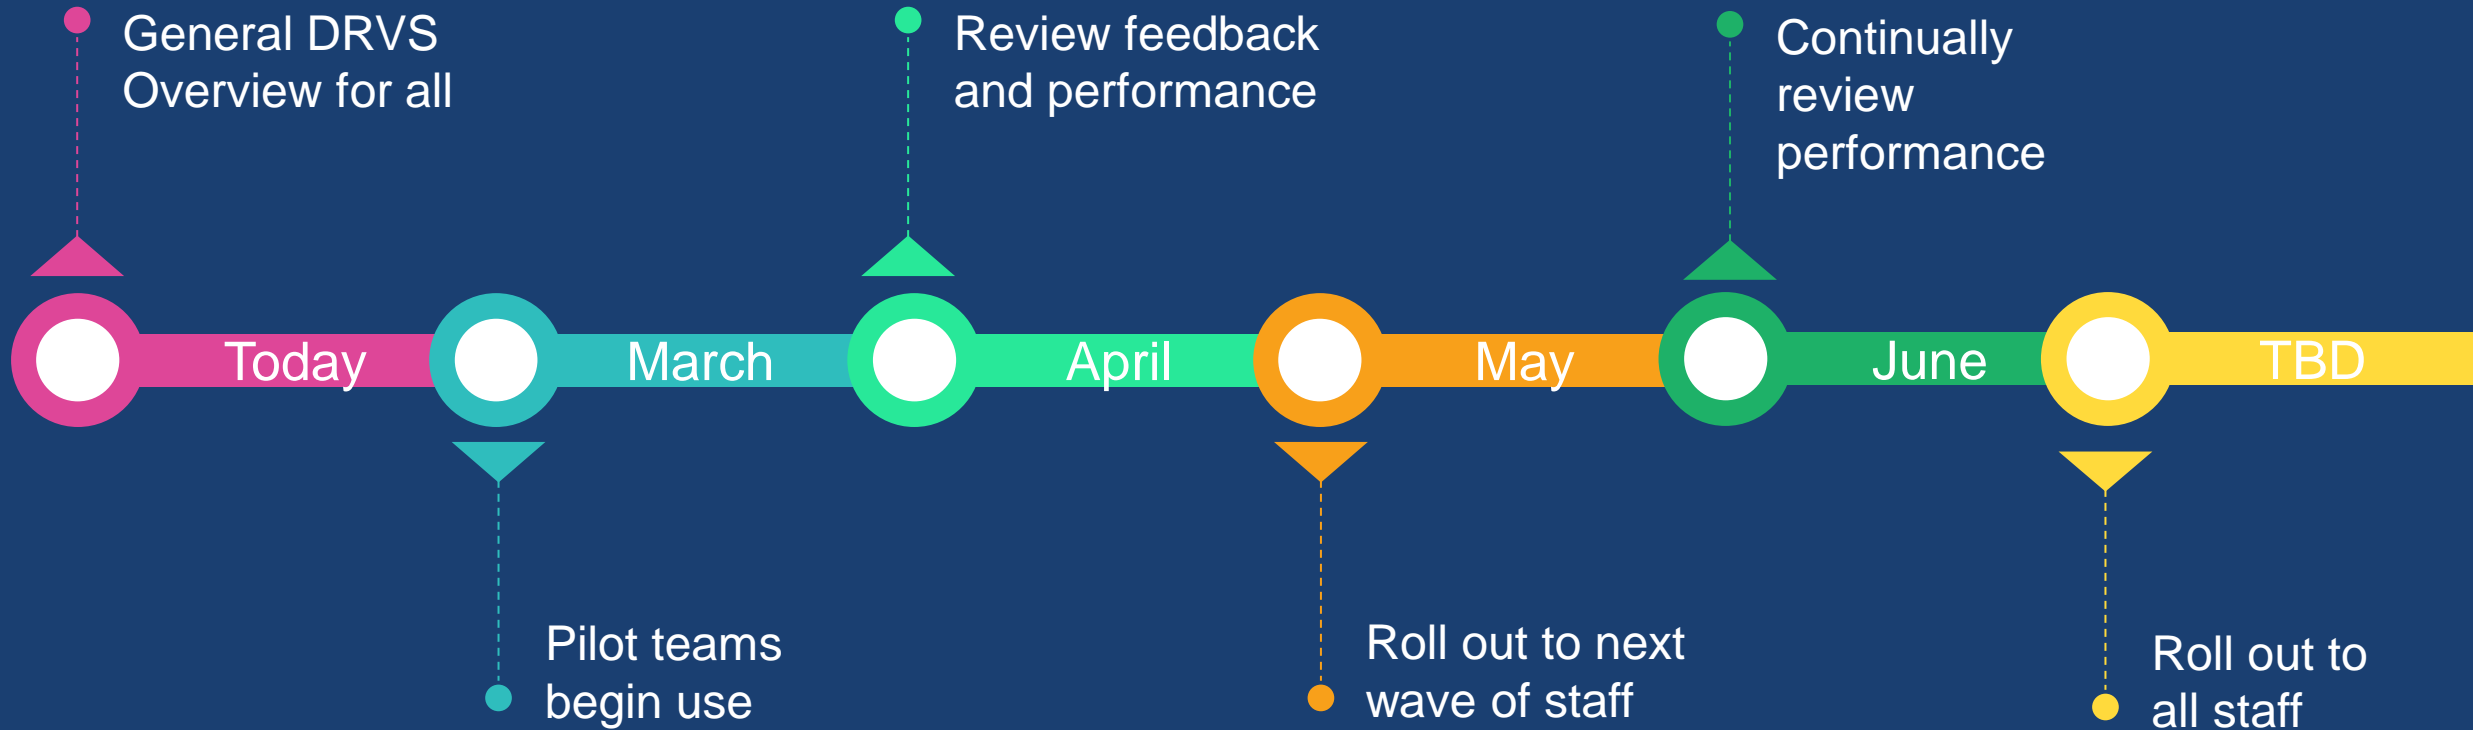 General DRVS
Overview for all
Review feedback
and performance
Continually
review
performance
Today
March
April
May
June
TBD
Pilot teams
begin use
Roll out to next
wave of staff
Roll out to
all staff